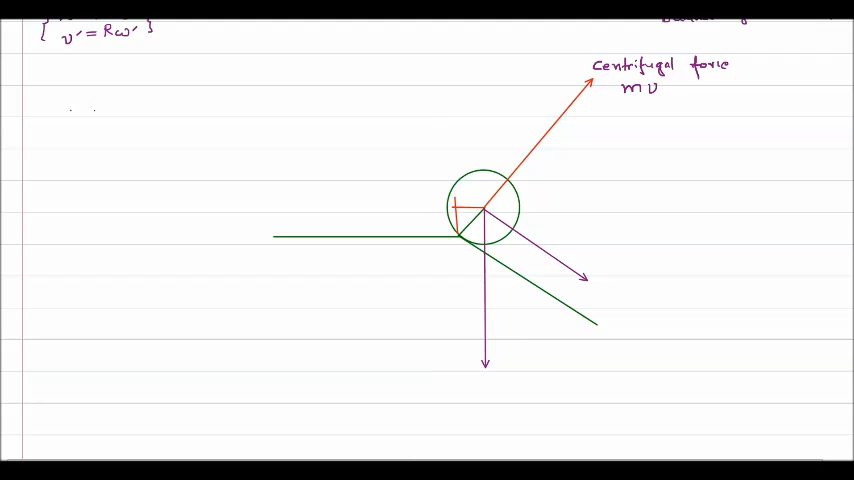 v' = Rω'
centrifugal force
mv